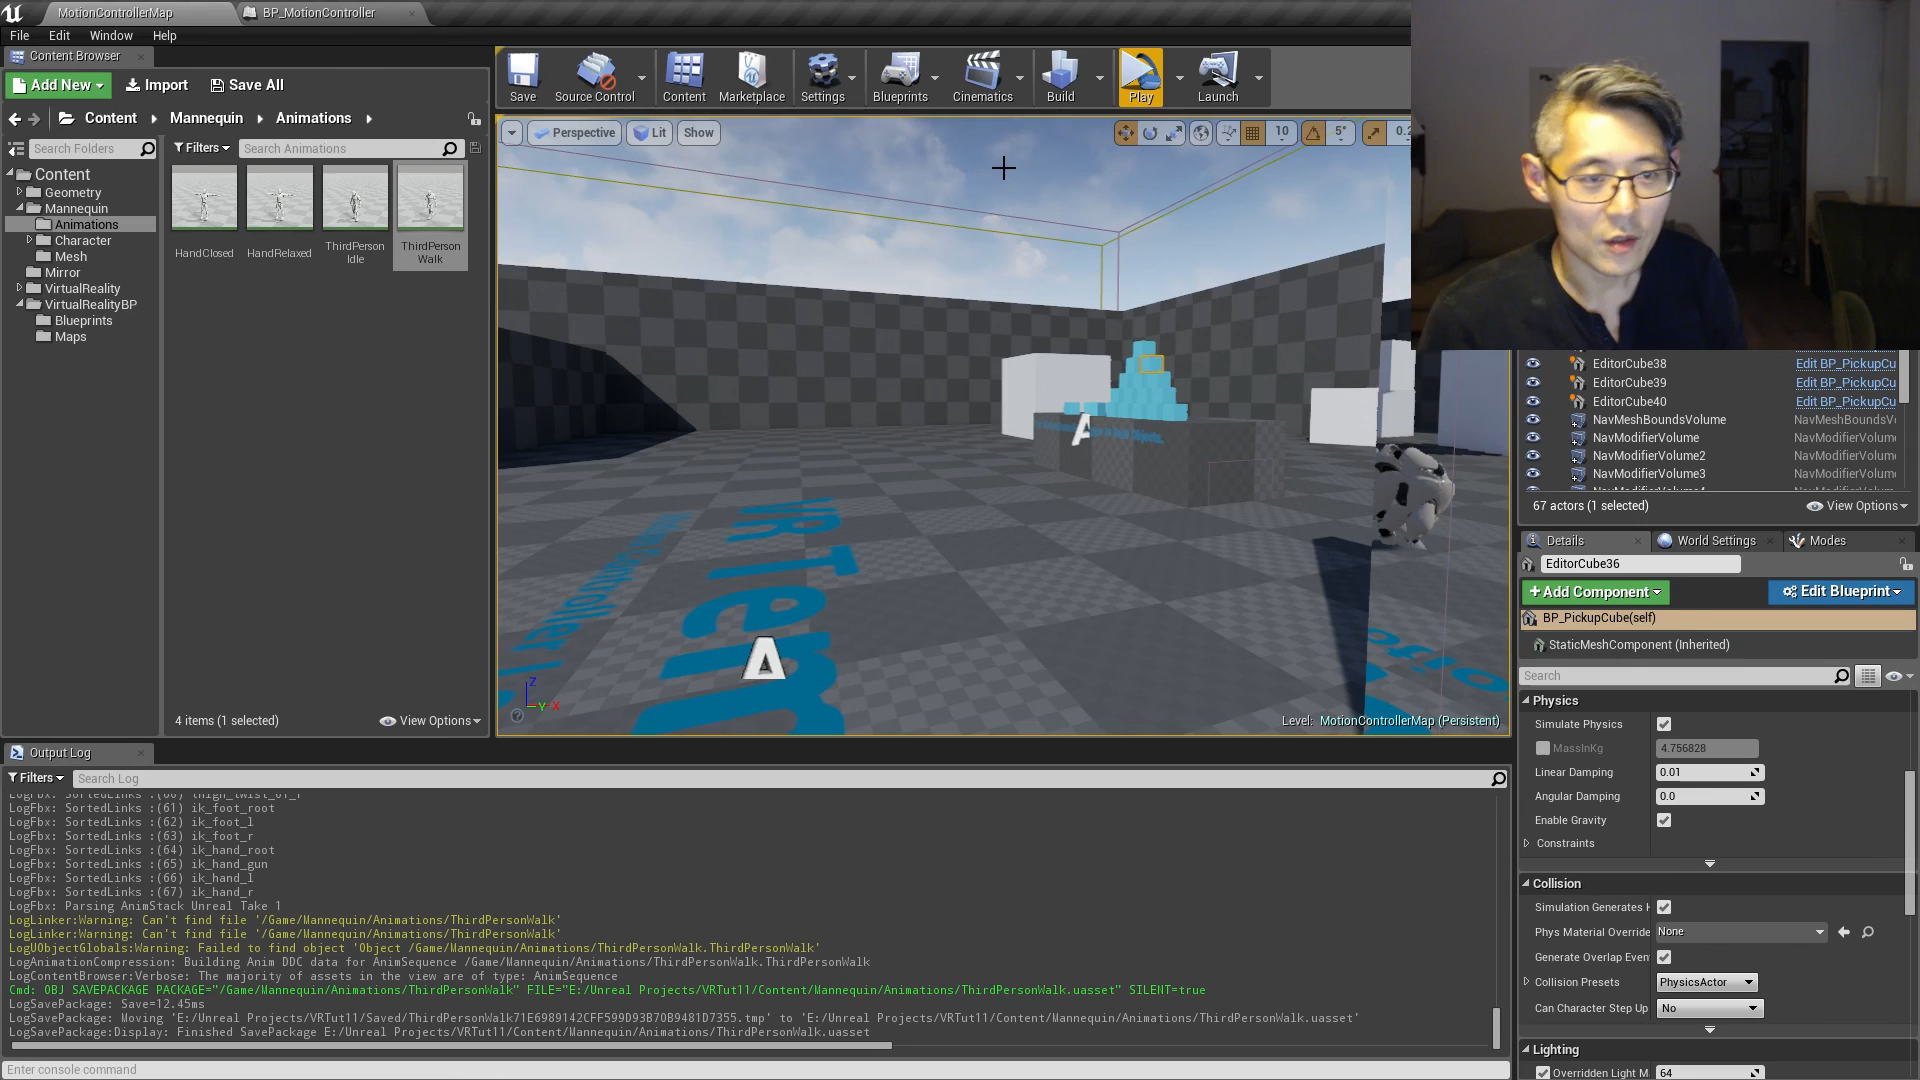 MotionControllerMap
BP_MotionController
File Edit Window Help
Content Browser
Add New Import Save All
Content Mannequin Animations
Search Folders
Filters Search Animations
Content
Geometry
Mannequin
Animations
Character
Mesh
Mirror
VirtualReality
VirtualRealityBP
Blueprints
Maps
HandClosed
HandRelaxed
ThirdPerson
Idle
ThirdPerson
Walk
4 items (1 selected)
View Options
Save
Source Control
Content
Marketplace
Settings
Blueprints
Cinematics
Build
Play
Launch
Perspective Lit Show
10 5° 0.2
VR Tem
A
A
Z
Y X
Level: MotionControllerMap (Persistent)
EditorCube38 Edit BP_PickupCu
EditorCube39 Edit BP_PickupCu
EditorCube40 Edit BP_PickupCu
NavMeshBoundsVolume NavMeshBoundsV
NavModifierVolume NavModifierVolum
NavModifierVolume2 NavModifierVolum
NavModifierVolume3 NavModifierVolum
67 actors (1 selected)
View Options
Details World Settings Modes
EditorCube36
+Add Component Edit Blueprint
BP_PickupCube(self)
StaticMeshComponent (Inherited)
Search
Physics
Simulate Physics
MassInKg 4.756828
Linear Damping 0.01
Angular Damping 0.0
Enable Gravity
Constraints
Collision
Simulation Generates
Phys Material Override None
Generate Overlap Even
Collision Presets PhysicsActor
Can Character Step Up No
Lighting
Overridden Light M 64
Output Log
Filters Search Log
LogFbx: SortedLinks :(61) ik_foot_root
LogFbx: SortedLinks :(62) ik_foot_l
LogFbx: SortedLinks :(63) ik_foot_r
LogFbx: SortedLinks :(64) ik_hand_root
LogFbx: SortedLinks :(65) ik_hand_gun
LogFbx: SortedLinks :(66) ik_hand_l
LogFbx: SortedLinks :(67) ik_hand_r
LogFbx: Parsing AnimStack Unreal Take 1
LogLinker:Warning: Can't find file '/Game/Mannequin/Animations/ThirdPersonWalk'
LogLinker:Warning: Can't find file '/Game/Mannequin/Animations/ThirdPersonWalk'
LogUObjectGlobals:Warning: Failed to find object 'Object /Game/Mannequin/Animations/ThirdPersonWalk.ThirdPersonWalk'
LogAnimationCompression: Building Anim DDC data for AnimSequence /Game/Mannequin/Animations/ThirdPersonWalk.ThirdPersonWalk
LogContentBrowser:Verbose: The majority of assets in the view are of type: AnimSequence
Cmd: OBJ SAVEPACKAGE PACKAGE="/Game/Mannequin/Animations/ThirdPersonWalk" FILE="E:/Unreal Projects/VRTut11/Content/Mannequin/Animations/ThirdPersonWalk.uasset" SILENT=true
LogSavePackage: Save=12.45ms
LogSavePackage: Moving 'E:/Unreal Projects/VRTut11/Saved/ThirdPersonWalk71E6989142CFF599D93B70B9481D7355.tmp' to 'E:/Unreal Projects/VRTut11/Content/Mannequin/Animations/ThirdPersonWalk.uasset'
LogSavePackage:Display: Finished SavePackage E:/Unreal Projects/VRTut11/Content/Mannequin/Animations/ThirdPersonWalk.uasset
Enter console command